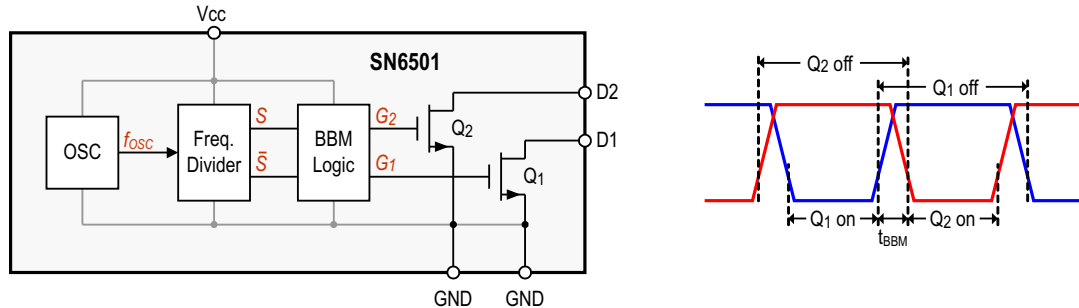 Vcc
SN6501
OSC
fOSC
Freq.
Divider
S
S̄
BBM
Logic
G2
G1
Q2
Q1
D2
D1
GND
GND
Q2 off
Q1 off
Q1 on
tBBM
Q2 on